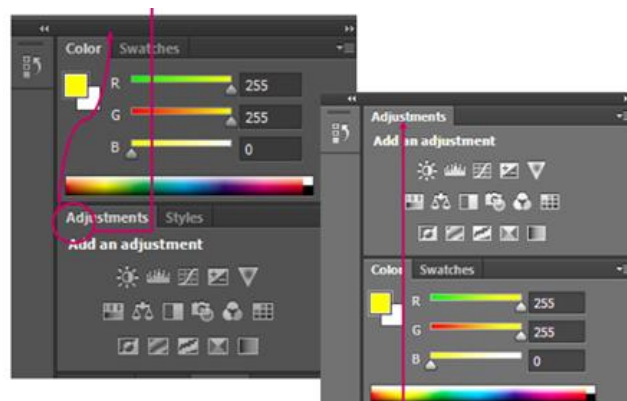 Color Swatches
R 255
G 255
B 0
Adjustments Styles
Add an adjustment
Adjustments
Add an adjustment
Color Swatches
R 255
G 255
B 0